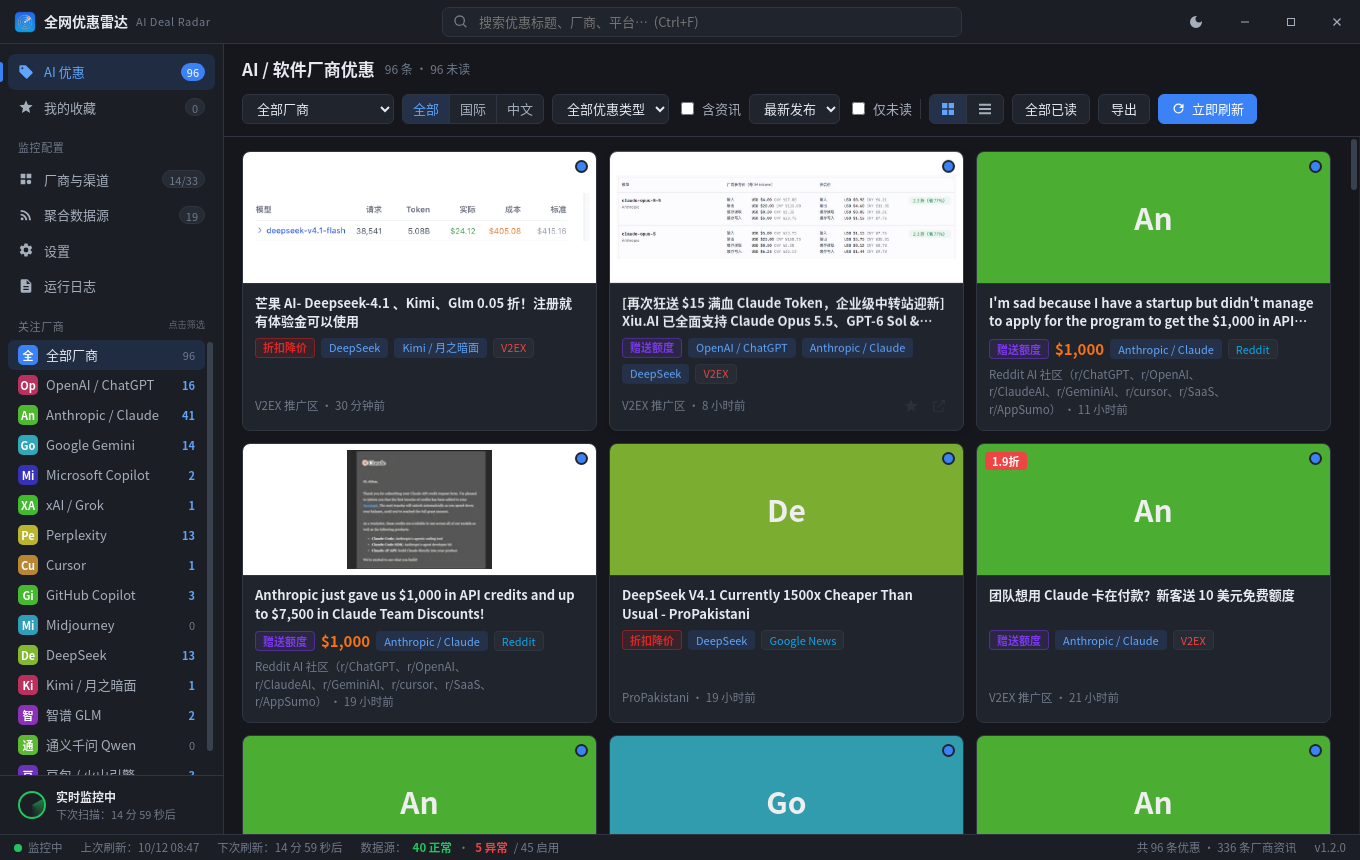 全网优惠雷达 AI Deal Radar
搜索优惠标题、厂商、平台… (Ctrl+F)
AI 优惠 96
我的收藏 0
监控配置
厂商与渠道 14/33
聚合数据源 19
设置
运行日志
关注厂商 点击筛选
全 全部厂商 96
Op OpenAI / ChatGPT 16
An Anthropic / Claude 41
Go Google Gemini 14
Mi Microsoft Copilot 2
XA xAI / Grok 1
Pe Perplexity 13
Cu Cursor 1
Gi GitHub Copilot 3
Mi Midjourney 0
De DeepSeek 13
Ki Kimi / 月之暗面 1
智 智谱 GLM 2
通 通义千问 Qwen 0
实时监控中
下次扫描：14 分 59 秒后
AI / 软件厂商优惠 96 条 · 96 未读
全部厂商 全部 国际 中文 全部优惠类型 含资讯 最新发布 仅未读 全部已读 导出 立即刷新
模型 请求 Token 实际 成本 标准
deepseek-v4.1-flash 38,541 5.08B $24.12 $405.08 $415.16
芒果 AI- Deepseek-4.1 、Kimi、Glm 0.05 折！注册就
有体验金可以使用
折扣降价 DeepSeek Kimi / 月之暗面 V2EX
V2EX 推广区 · 30 分钟前
[再次狂送 $15 满血 Claude Token，企业级中转站迎新]
Xiu.AI 已全面支持 Claude Opus 5.5、GPT-6 Sol &…
赠送额度 OpenAI / ChatGPT Anthropic / Claude
DeepSeek V2EX
V2EX 推广区 · 8 小时前
An
I'm sad because I have a startup but didn't manage
to apply for the program to get the $1,000 in API…
赠送额度 $1,000 Anthropic / Claude Reddit
Reddit AI 社区（r/ChatGPT、r/OpenAI、
r/ClaudeAI、r/GeminiAI、r/cursor、r/SaaS、
r/AppSumo） · 11 小时前
Anthropic just gave us $1,000 in API credits and up
to $7,500 in Claude Team Discounts!
赠送额度 $1,000 Anthropic / Claude Reddit
Reddit AI 社区（r/ChatGPT、r/OpenAI、
r/ClaudeAI、r/GeminiAI、r/cursor、r/SaaS、
r/AppSumo） · 19 小时前
De
DeepSeek V4.1 Currently 1500x Cheaper Than
Usual - ProPakistani
折扣降价 DeepSeek Google News
ProPakistani · 19 小时前
1.9折
An
团队想用 Claude 卡在付款？新客送 10 美元免费额度
赠送额度 Anthropic / Claude V2EX
V2EX 推广区 · 21 小时前
An
Go
An
监控中 上次刷新：10/12 08:47 下次刷新：14 分 59 秒后 数据源： 40 正常 · 5 异常 / 45 启用
共 96 条优惠 · 336 条厂商资讯 v1.2.0